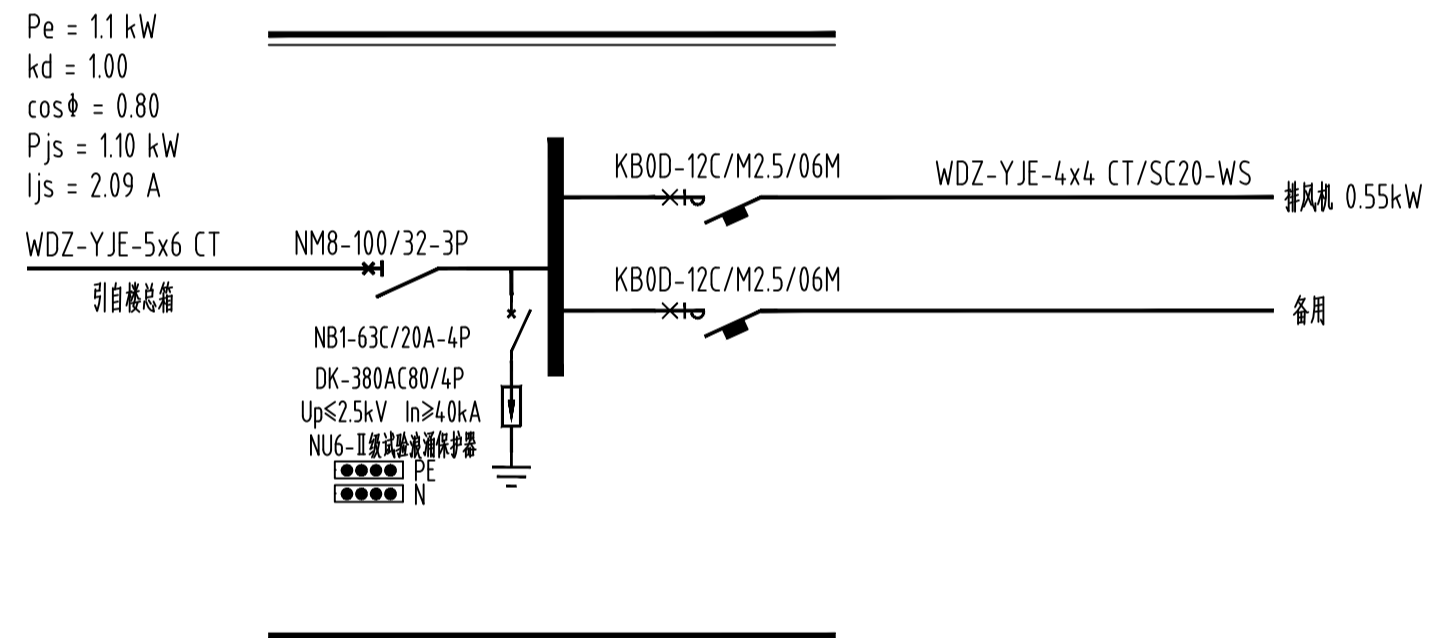 Pe = 1.1 kW
kd = 1.00
cosΦ = 0.80
Pjs = 1.10 kW
Ijs = 2.09 A
WDZ-YJE-5x6 CT
引自楼总箱
NM8-100/32-3P
NB1-63C/20A-4P
DK-380AC80/4P
Up≤2.5kV In≥40kA
NU6-Ⅱ级试验浪涌保护器
PE
N
KB0D-12C/M2.5/06M
WDZ-YJE-4x4 CT/SC20-WS
排风机 0.55kW
KB0D-12C/M2.5/06M
备用